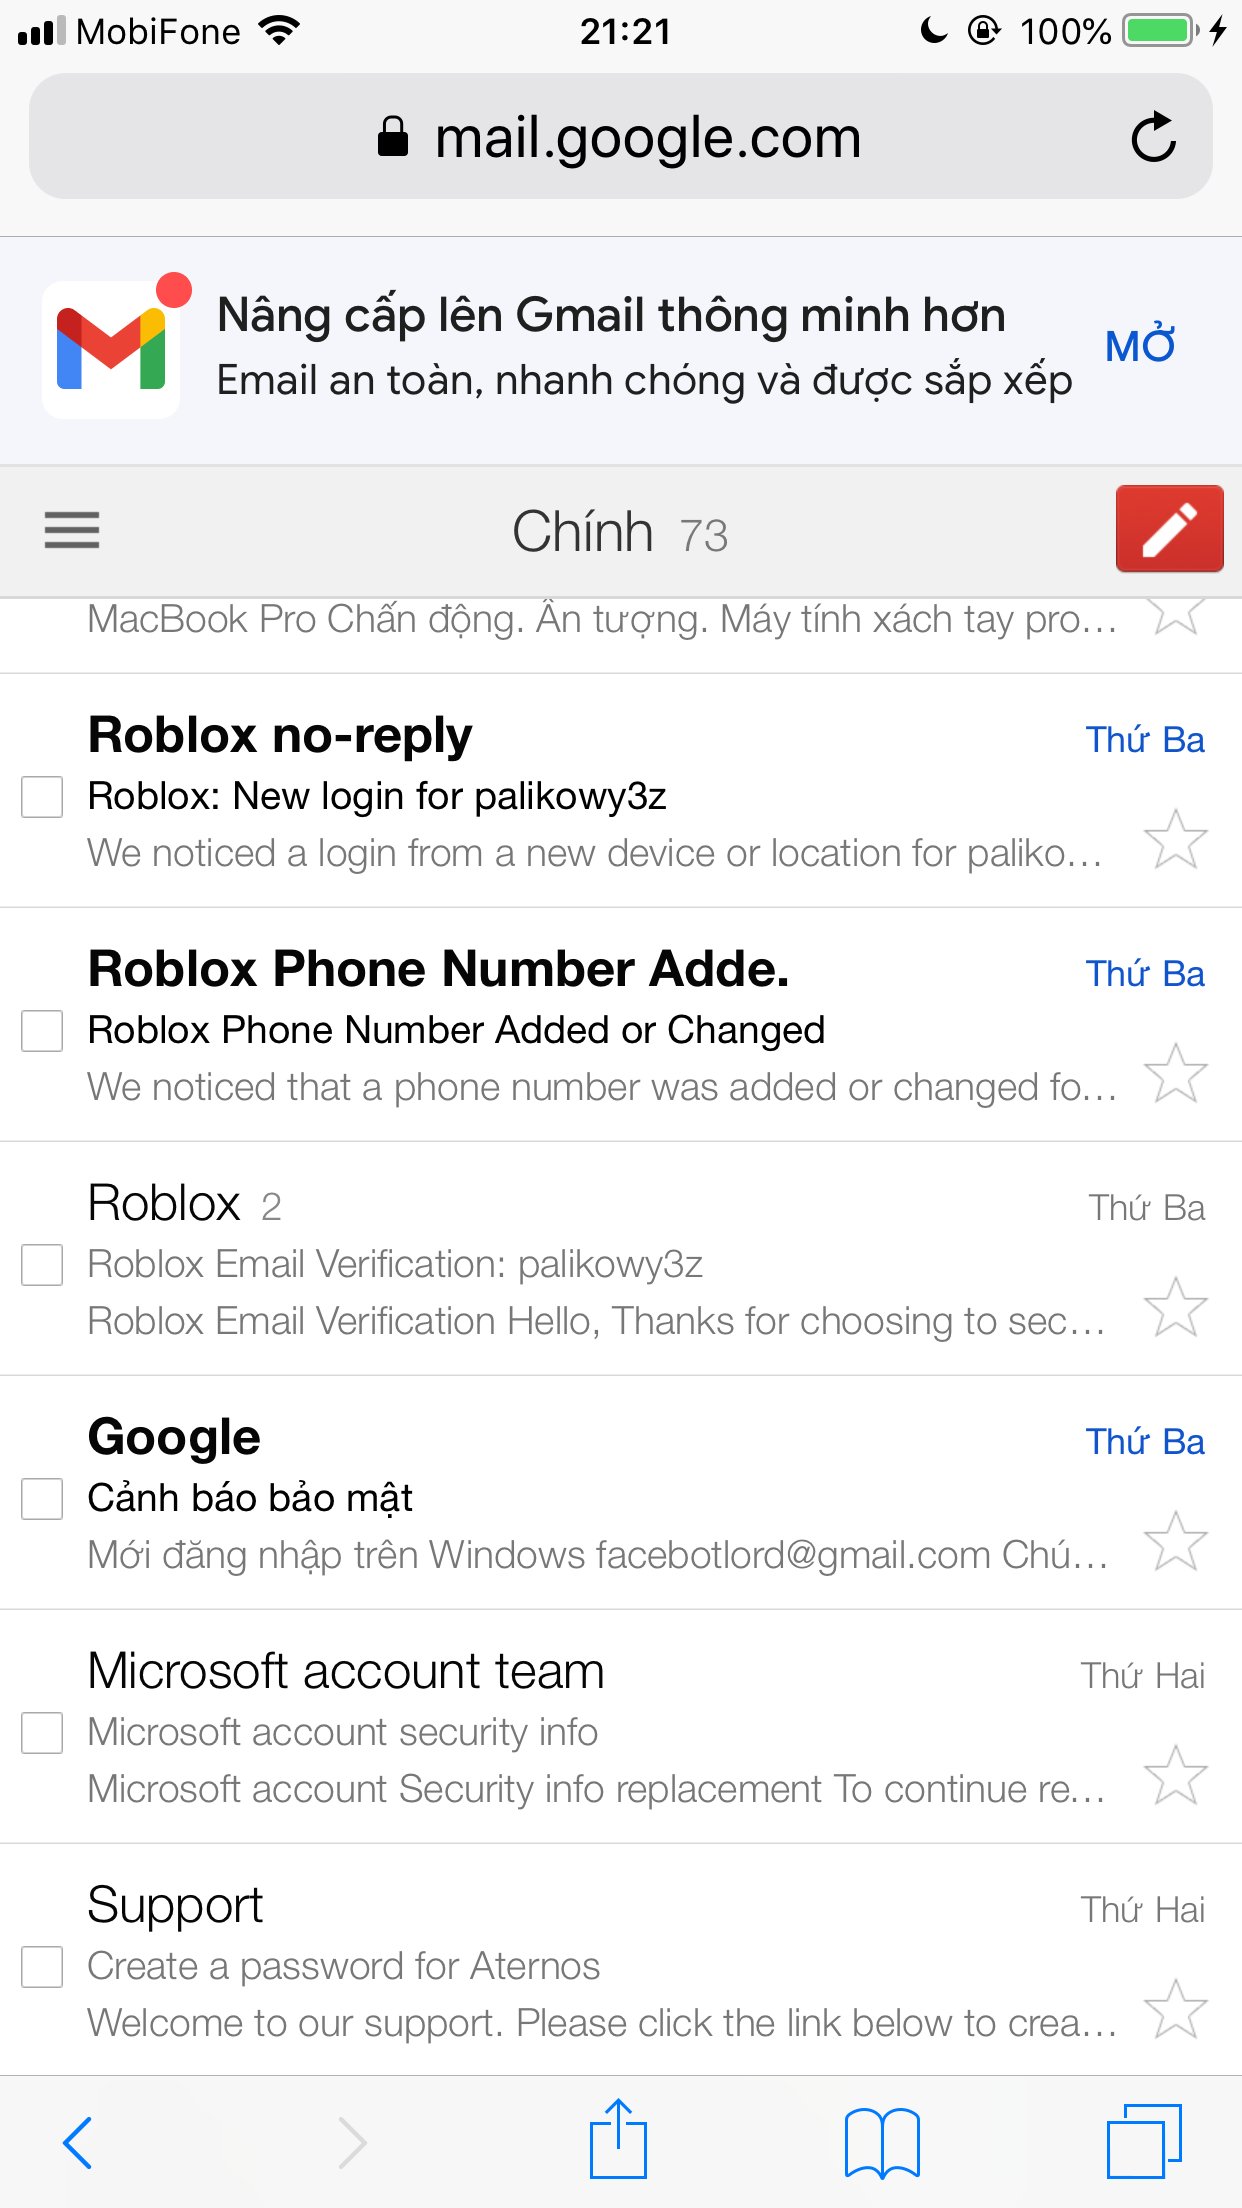 MobiFone
21:21
100%
mail.google.com
Nâng cấp lên Gmail thông minh hơn
Email an toàn, nhanh chóng và được sắp xếp
MỞ
Chính 73
MacBook Pro Chấn động. Ấn tượng. Máy tính xách tay pro...
Roblox no-reply
Thứ Ba
Roblox: New login for palikowy3z
We noticed a login from a new device or location for paliko...
Roblox Phone Number Adde.
Thứ Ba
Roblox Phone Number Added or Changed
We noticed that a phone number was added or changed fo...
Roblox 2
Thứ Ba
Roblox Email Verification: palikowy3z
Roblox Email Verification Hello, Thanks for choosing to sec...
Google
Thứ Ba
Cảnh báo bảo mật
Mới đăng nhập trên Windows facebotlord@gmail.com Chú...
Microsoft account team
Thứ Hai
Microsoft account security info
Microsoft account Security info replacement To continue re...
Support
Thứ Hai
Create a password for Aternos
Welcome to our support. Please click the link below to crea...